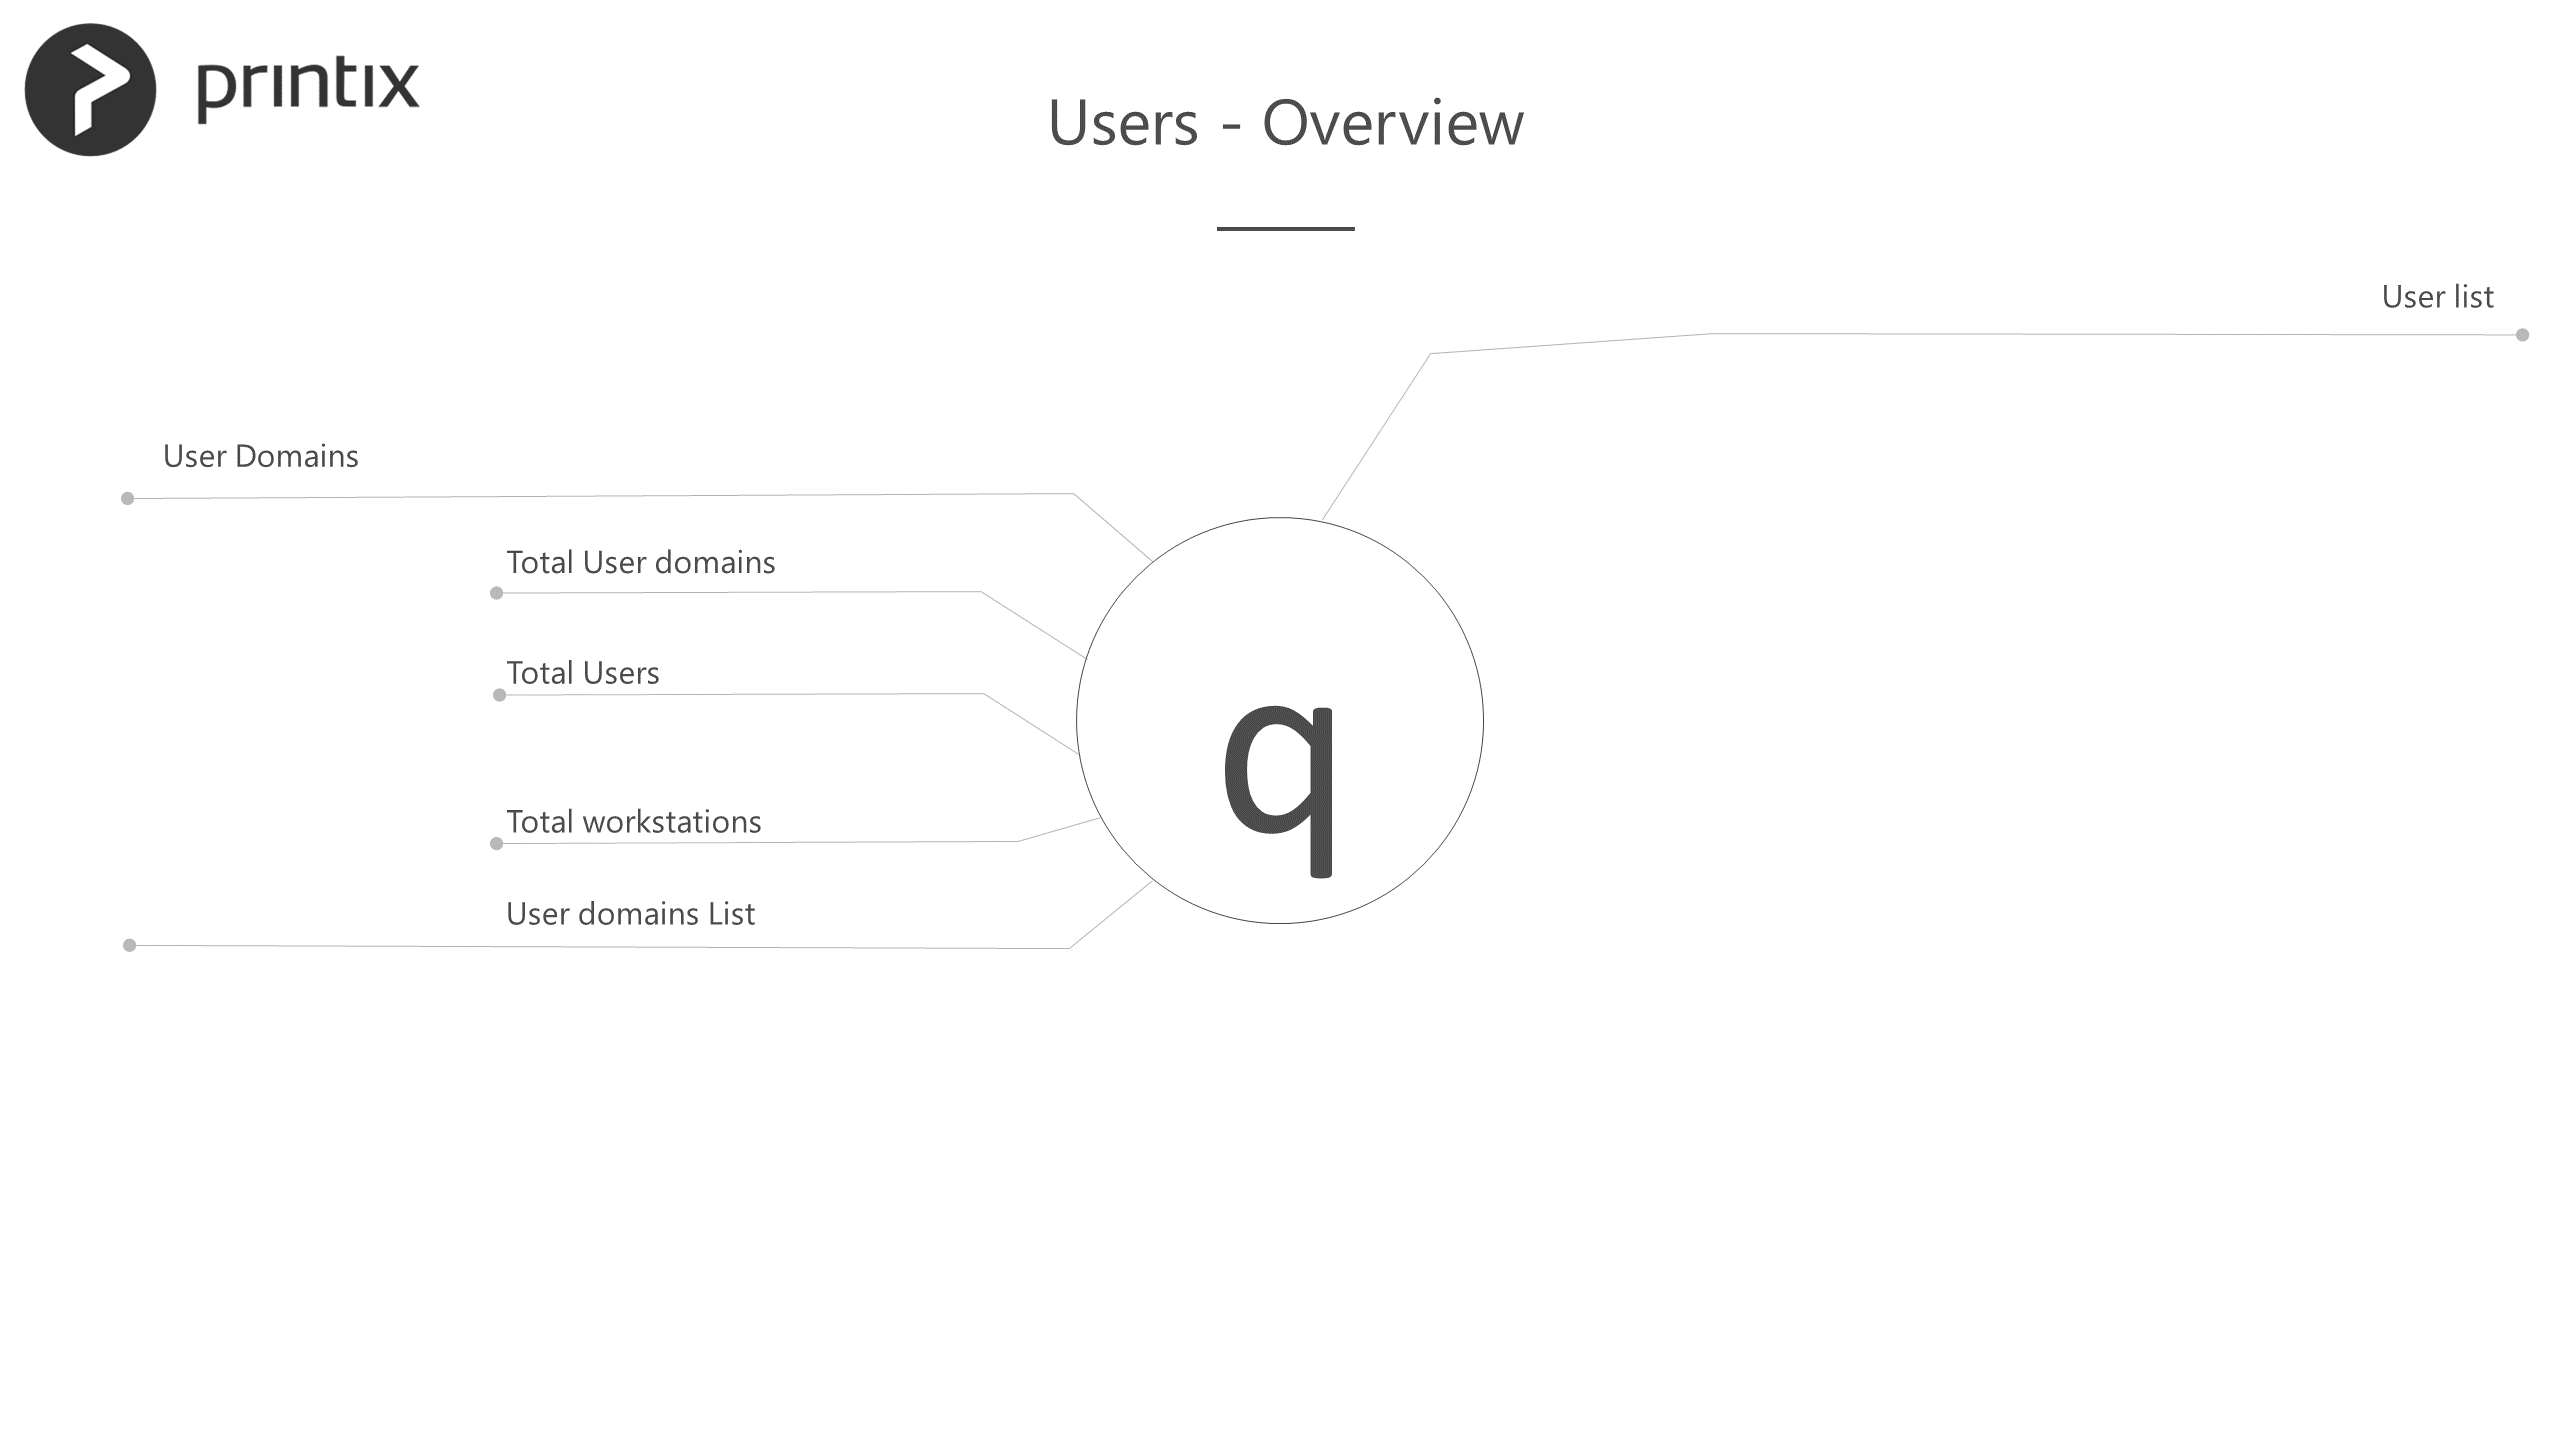 printix
Users - Overview
User list
User Domains
Total User domains
Total Users
Total workstations
User domains List
q